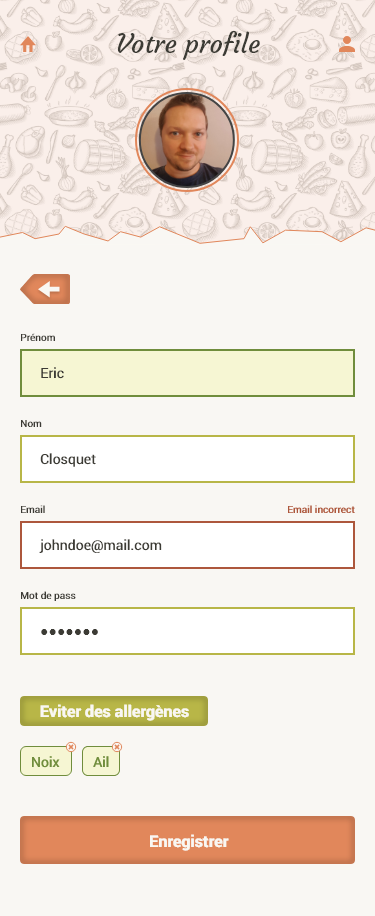 Votre profile
Prénom
Eric
Nom
Closquet
Email
Email incorrect
johndoe@mail.com
Mot de pass
•••••••
Eviter des allergènes
Noix
Ail
Enregistrer